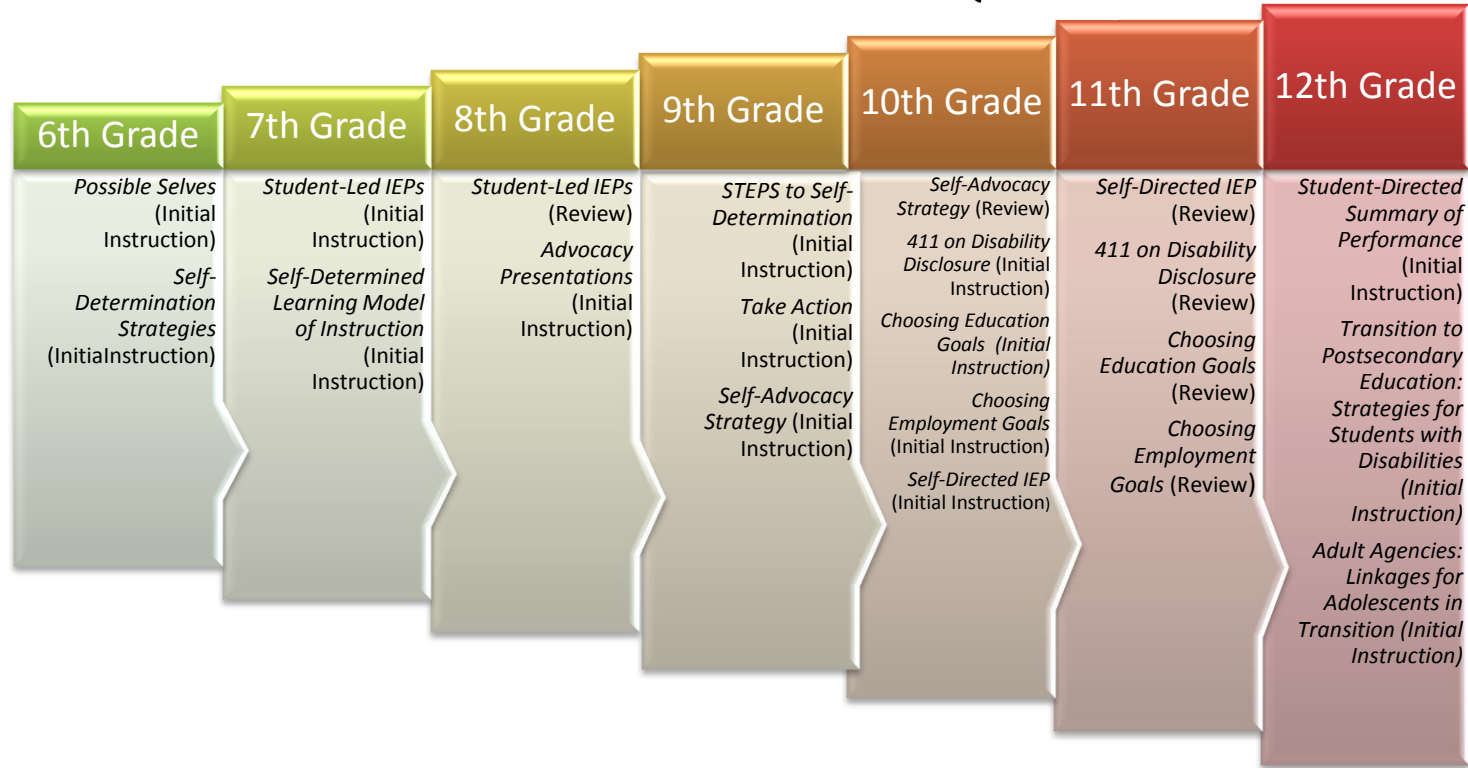 6th Grade
Possible Selves
(Initial
Instruction)
Self-
Determination
Strategies
(InitiaInstruction)
7th Grade
Student-Led IEPs
(Initial
Instruction)
Self-Determined
Learning Model
of Instruction
(Initial
Instruction)
8th Grade
Student-Led IEPs
(Review)
Advocacy
Presentations
(Initial
Instruction)
9th Grade
STEPS to Self-
Determination
(Initial
Instruction)
Take Action
(Initial
Instruction)
Self-Advocacy
Strategy (Initial
Instruction)
10th Grade
Self-Advocacy
Strategy (Review)
411 on Disability
Disclosure (Initial
Instruction)
Choosing Education
Goals (Initial
Instruction)
Choosing
Employment Goals
(Initial Instruction)
Self-Directed IEP
(Initial Instruction)
11th Grade
Self-Directed IEP
(Review)
411 on Disability
Disclosure
(Review)
Choosing
Education Goals
(Review)
Choosing
Employment
Goals (Review)
12th Grade
Student-Directed
Summary of
Performance
(Initial
Instruction)
Transition to
Postsecondary
Education:
Strategies for
Students with
Disabilities
(Initial
Instruction)
Adult Agencies:
Linkages for
Adolescents in
Transition (Initial
Instruction)